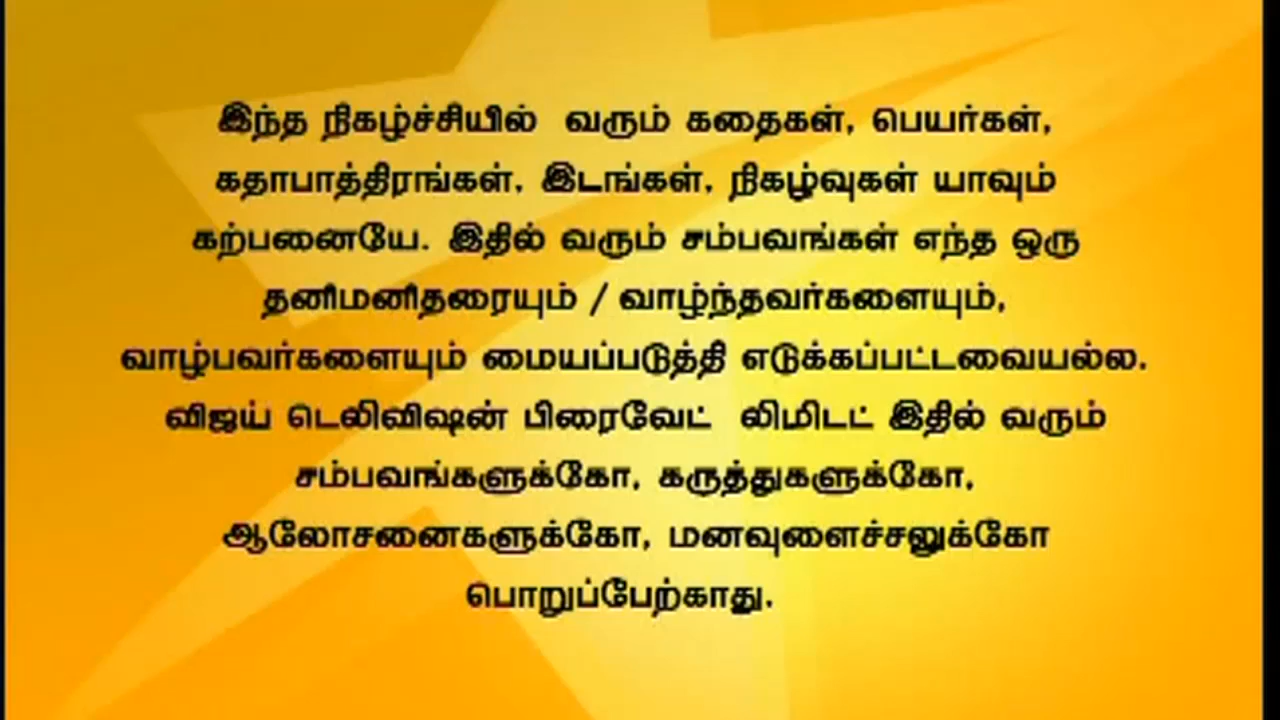 இந்த நிகழ்ச்சியில் வரும் கதைகள், பெயர்கள்,
கதாபாத்திரங்கள், இடங்கள், நிகழ்வுகள் யாவும்
கற்பனையே. இதில் வரும் சம்பவங்கள் எந்த ஒரு
தனிமனிதரையும் / வாழ்ந்தவர்களையும்,
வாழ்பவர்களையும் மையப்படுத்தி எடுக்கப்பட்டவையல்ல.
விஜய் டெலிவிஷன் பிரைவேட் லிமிடட் இதில் வரும்
சம்பவங்களுக்கோ, கருத்துகளுக்கோ,
ஆலோசனைகளுக்கோ, மனவுளைச்சலுக்கோ
பொறுப்பேற்காது.